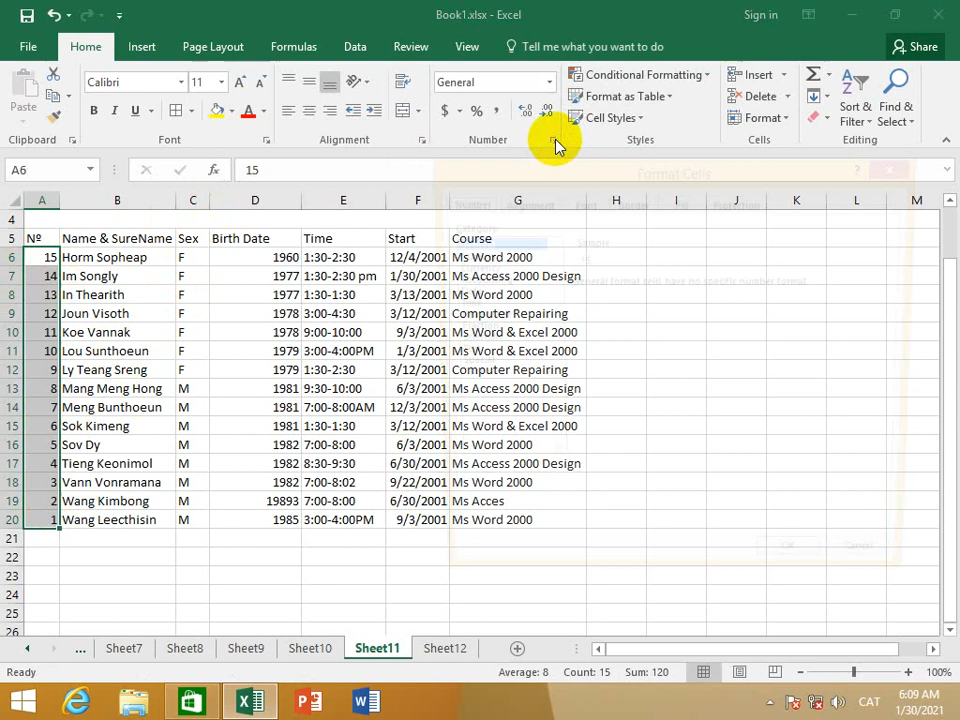 Book1.xlsx - Excel
Sign in
File Home Insert Page Layout Formulas Data Review View Tell me what you want to do Share
Calibri 11 General Conditional Formatting Insert
Paste B I U $ % , Format as Table Delete Sort & Filter Find & Select
Cell Styles Format
Clipboard Font Alignment Number Styles Cells Editing
A6 fx 15
Format Cells
A B C D E F G H I J K L M
4
5 Nº Name & SureName Sex Birth Date Time Start Course
6 15 Horm Sopheap F 1960 1:30-2:30 12/4/2001 Ms Word 2000
7 14 Im Songly F 1977 1:30-2:30 pm 1/30/2001 Ms Access 2000 Design
8 13 In Thearith F 1977 1:30-1:30 3/13/2001 Ms Word 2000
9 12 Joun Visoth F 1978 3:00-4:30 3/12/2001 Computer Repairing
10 11 Koe Vannak F 1978 9:00-10:00 9/3/2001 Ms Word & Excel 2000
11 10 Lou Sunthoeun F 1979 3:00-4:00PM 1/3/2001 Ms Word & Excel 2000
12 9 Ly Teang Sreng F 1979 1:30-2:30 3/12/2001 Computer Repairing
13 8 Mang Meng Hong M 1981 9:30-10:00 6/3/2001 Ms Access 2000 Design
14 7 Meng Bunthoeun M 1981 7:00-8:00AM 12/3/2001 Ms Access 2000 Design
15 6 Sok Kimeng M 1981 1:30-1:30 3/12/2001 Ms Word & Excel 2000
16 5 Sov Dy M 1982 7:00-8:00 6/3/2001 Ms Word 2000
17 4 Tieng Keonimol M 1982 8:30-9:30 6/30/2001 Ms Access 2000 Design
18 3 Vann Vonramana M 1982 7:00-8:02 9/22/2001 Ms Word 2000
19 2 Wang Kimbong M 19893 7:00-8:00 6/30/2001 Ms Acces
20 1 Wang Leecthisin M 1985 3:00-4:00PM 9/3/2001 Ms Word 2000
21
22
23
24
25
26
... Sheet7 Sheet8 Sheet9 Sheet10 Sheet11 Sheet12
Ready Average: 8 Count: 15 Sum: 120 100%
CAT
6:09 AM
1/30/2021